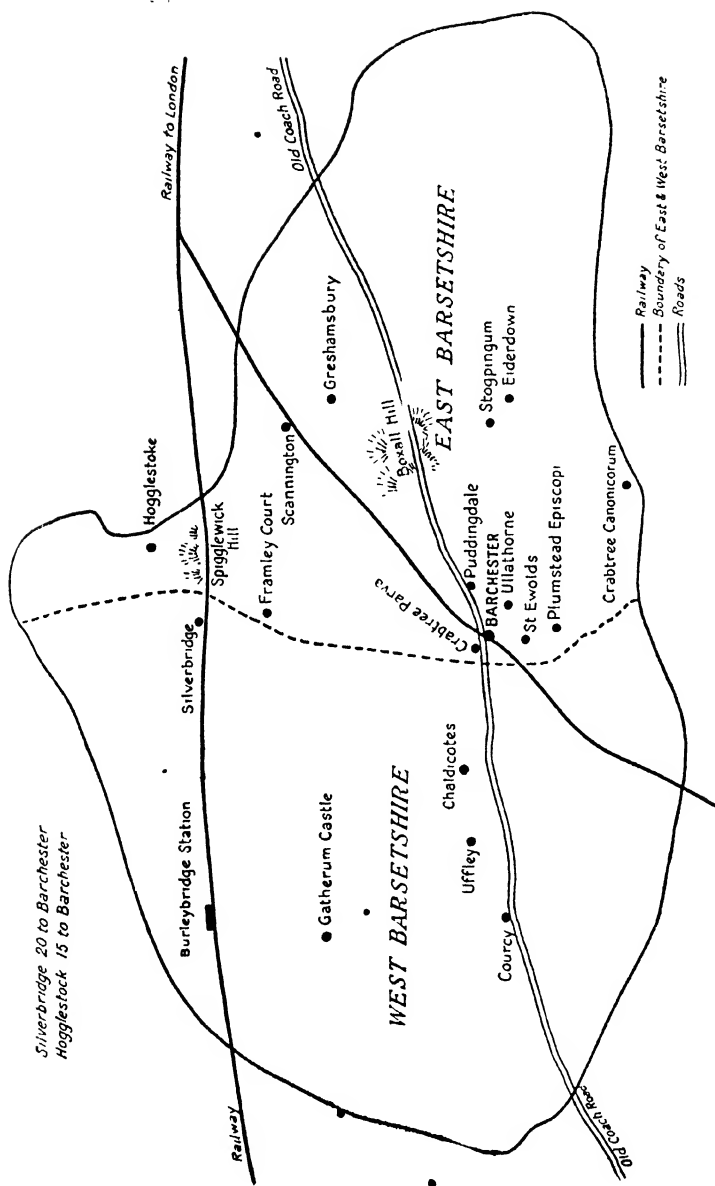 Silverbridge 20 to Barchester
Hogglestock 15 to Barchester
Railway
Burleybridge Station
Silverbridge
Spigglewick
Hill
Hogglestoke
Railway to London
Gatherum Castle
Framley Court
Scannington
Greshamsbury
Old Coach Road
WEST BARSETSHIRE
Boxall Hill
EAST BARSETSHIRE
Uffley
Chaldicotes
Crabtree Parva
Puddingdale
BARCHESTER
Ullathorne
St Ewolds
Plumstead Episcopi
Stogpingum
Eiderdown
Courcy
Old Coach Road
Crabtree Canonicorum
Railway
Boundary of East & West Barsetshire
Roads